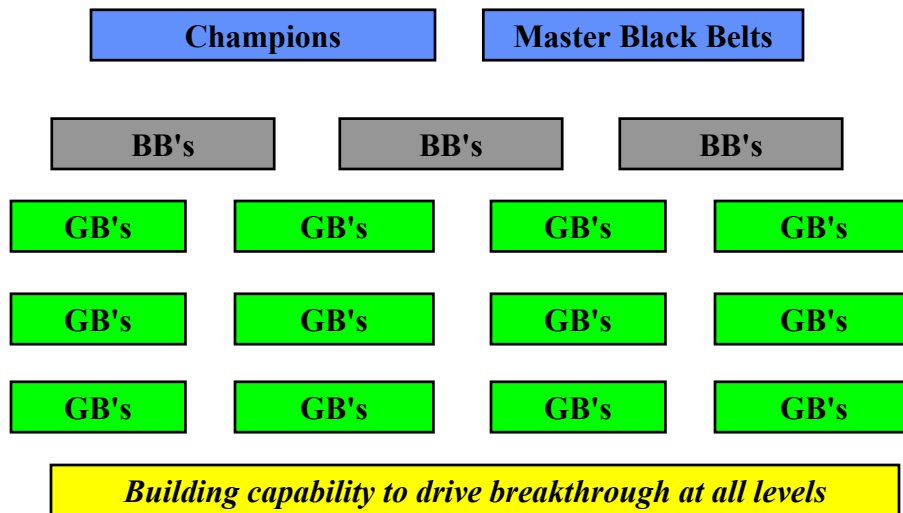 Champions Master Black Belts
BB's BB's BB's
GB's GB's GB's GB's
GB's GB's GB's GB's
GB's GB's GB's GB's
Building capability to drive breakthrough at all levels